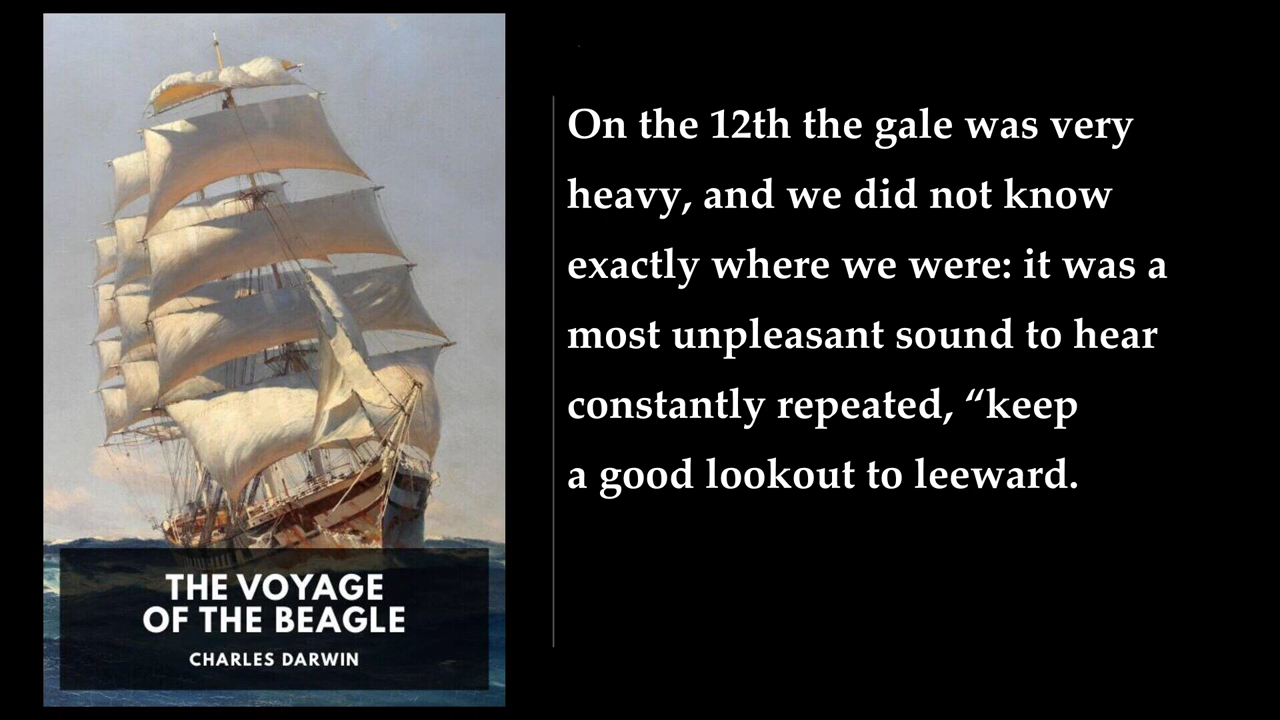 On the 12th the gale was very
heavy, and we did not know
exactly where we were: it was a
most unpleasant sound to hear
constantly repeated, “keep
a good lookout to leeward.
THE VOYAGE
OF THE BEAGLE
CHARLES DARWIN